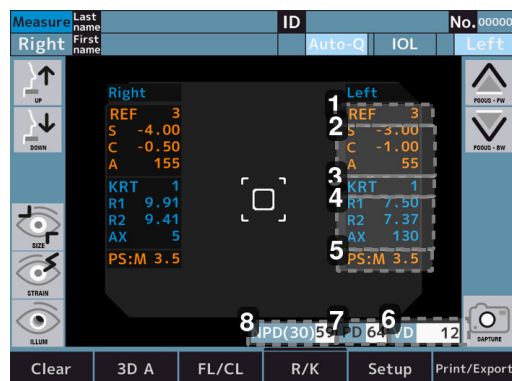 Measure Last name ID No. 00000
Right First name Auto-Q IOL Left
UP
DOWN
SIZE
STRAIN
ILLUM
Right
REF 3
S -4.00
C -0.50
A 155
KRT 1
R1 9.91
R2 9.41
AX 5
PS:M 3.5
Left
1 REF 3
2 S -3.00
C -1.00
A 55
3 KRT 1
4 R1 7.50
R2 7.37
AX 130
5 PS:M 3.5
FOOUS - FW
FOOUS - BW
DAPTURE
8 NPD(30) 59 7 PD 64 6 VD 12
Clear 3D A FL/CL R/K Setup Print/Export